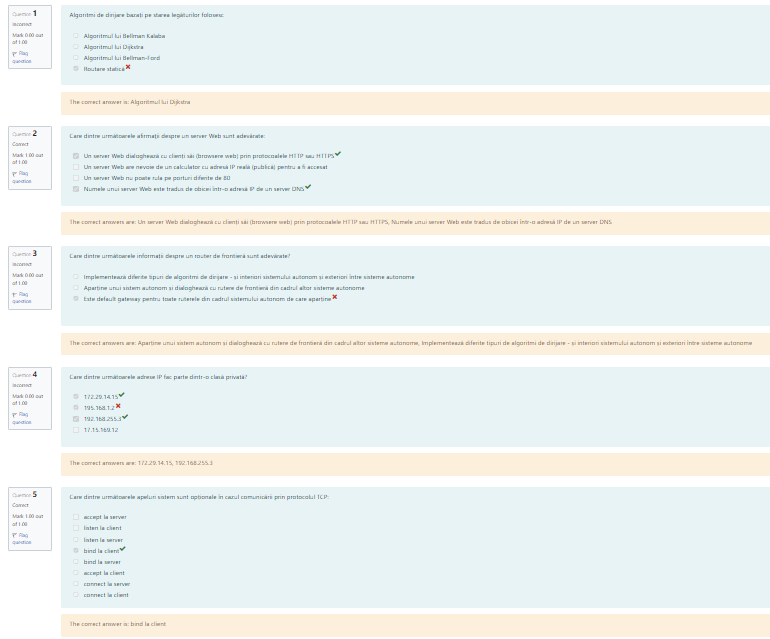 Question 1
Incorrect
Mark 0.00 out
of 1.00
Flag
question
Algoritmi de dirijare bazați pe starea legăturilor folosesc:
Algoritmul lui Bellman Kalaba
Algoritmul lui Dijkstra
Algoritmul lui Bellman-Ford
Routare statică
The correct answer is: Algoritmul lui Dijkstra
Question 2
Correct
Mark 1.00 out
of 1.00
Flag
question
Care dintre următoarele afirmații despre un server Web sunt adevărate:
Un server Web dialoghează cu clienți săi (browsere web) prin protocoalele HTTP sau HTTPS
Un server Web are nevoie de un calculator cu adresă IP reală (publică) pentru a fi accesat
Un server Web nu poate rula pe porturi diferite de 80
Numele unui server Web este tradus de obicei într-o adresă IP de un server DNS
The correct answers are: Un server Web dialoghează cu clienți săi (browsere web) prin protocoalele HTTP sau HTTPS, Numele unui server Web este tradus de obicei într-o adresă IP de un server DNS
Question 3
Incorrect
Mark 0.00 out
of 1.00
Flag
question
Care dintre următoarele informații despre un router de frontieră sunt adevărate?
Implementează diferite tipuri de algoritmi de dirijare - și interiori sistemului autonom și exteriori între sisteme autonome
Aparține unui sistem autonom și dialoghează cu rutere de frontieră din cadrul altor sisteme autonome
Este default gateway pentru toate ruterele din cadrul sistemului autonom de care aparține
The correct answers are: Aparține unui sistem autonom și dialoghează cu rutere de frontieră din cadrul altor sisteme autonome, Implementează diferite tipuri de algoritmi de dirijare - și interiori sistemului autonom și exteriori între sisteme autonome
Question 4
Incorrect
Mark 0.00 out
of 1.00
Flag
question
Care dintre următoarele adrese IP fac parte dintr-o clasă privată?
172.29.14.15
195.168.1.2
192.168.255.3
17.15.169.12
The correct answers are: 172.29.14.15, 192.168.255.3
Question 5
Correct
Mark 1.00 out
of 1.00
Flag
question
Care dintre următoarele apeluri sistem sunt opționale în cazul comunicării prin protocolul TCP:
accept la server
listen la client
listen la server
bind la client
bind la server
accept la client
connect la server
connect la client
The correct answer is: bind la client